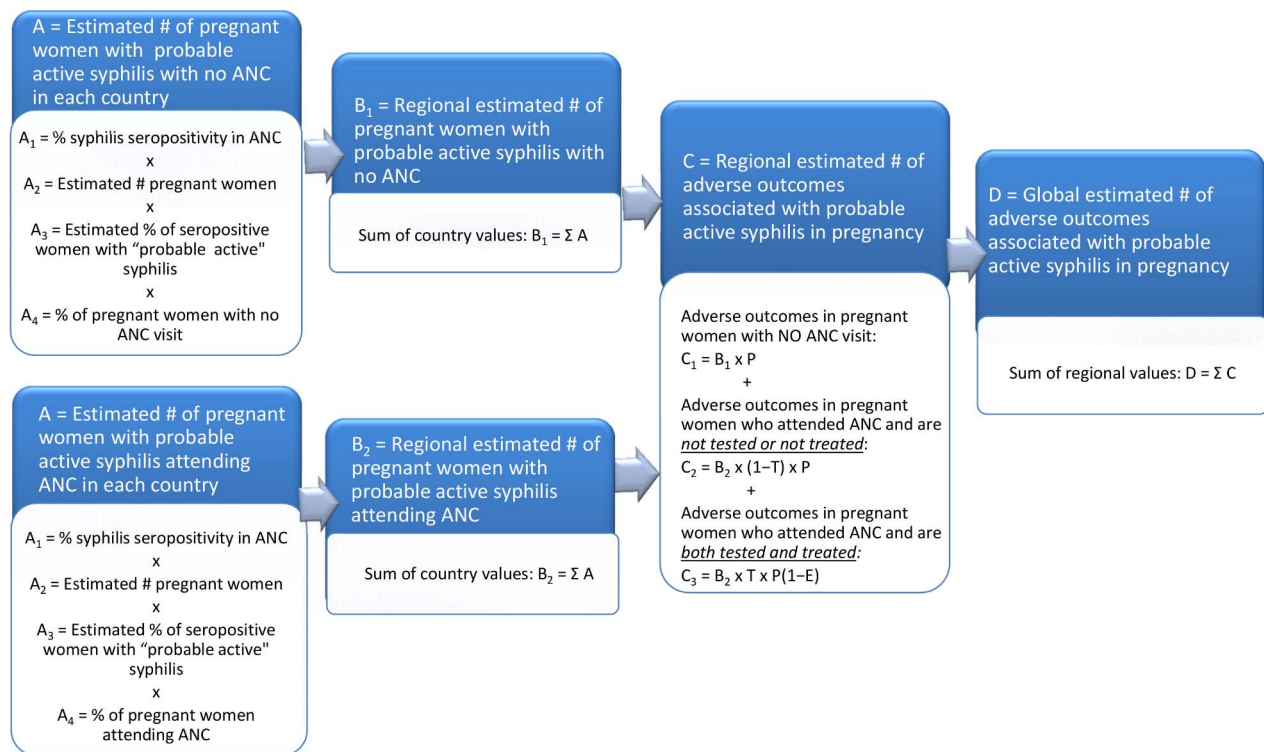 A = Estimated # of pregnant
women with probable
active syphilis with no ANC
in each country
A₁ = % syphilis seropositivity in ANC
x
A₂ = Estimated # pregnant women
x
A₃ = Estimated % of seropositive
women with “probable active"
syphilis
x
A₄ = % of pregnant women with no
ANC visit
B₁ = Regional estimated # of
pregnant women with
probable active syphilis with
no ANC
Sum of country values: B₁ = Σ A
A = Estimated # of pregnant
women with probable
active syphilis attending
ANC in each country
A₁ = % syphilis seropositivity in ANC
x
A₂ = Estimated # pregnant women
x
A₃ = Estimated % of seropositive
women with “probable active"
syphilis
x
A₄ = % of pregnant women
attending ANC
B₂ = Regional estimated # of
pregnant women with
probable active syphilis
attending ANC
Sum of country values: B₂ = Σ A
C = Regional estimated # of
adverse outcomes
associated with probable
active syphilis in pregnancy
Adverse outcomes in pregnant
women with NO ANC visit:
C₁ = B₁ x P
+
Adverse outcomes in pregnant
women who attended ANC and are
not tested or not treated:
C₂ = B₂ x (1−T) x P
+
Adverse outcomes in pregnant
women who attended ANC and are
both tested and treated:
C₃ = B₂ x T x P(1−E)
D = Global estimated # of
adverse outcomes
associated with probable
active syphilis in pregnancy
Sum of regional values: D = Σ C